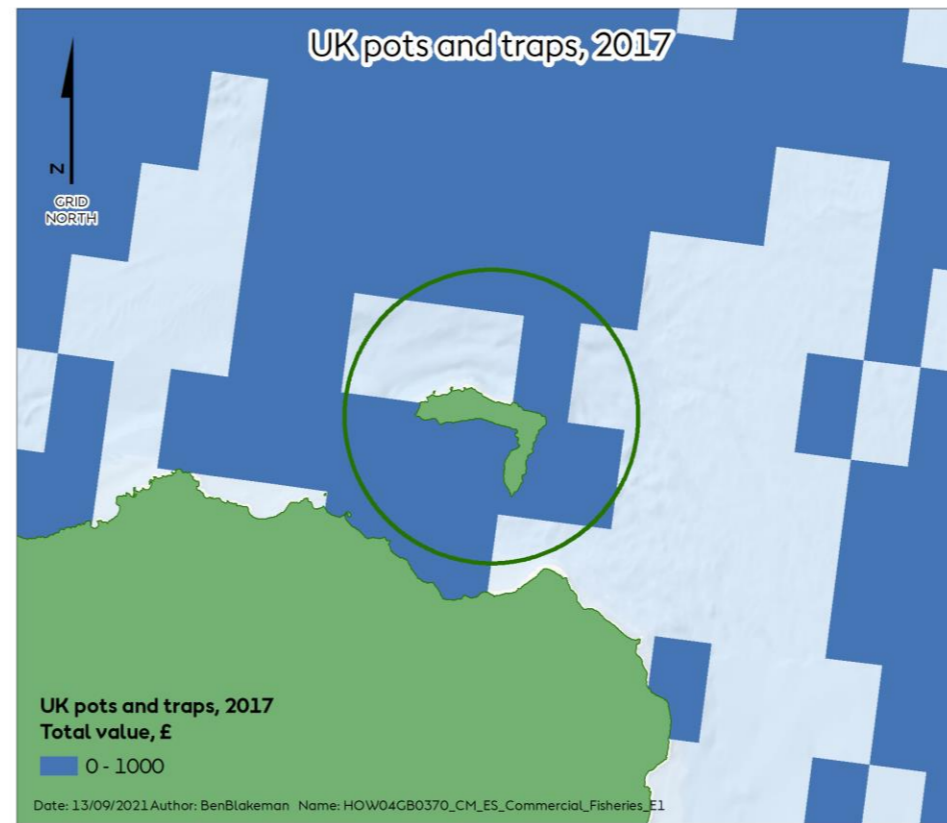 UK pots and traps, 2017
N
GRID
NORTH
UK pots and traps, 2017
Total value, £
0 - 1000
Date: 13/09/2021 Author: BenBlakeman Name: HOW04GB0370_CM_ES_Commercial_Fisheries_E1